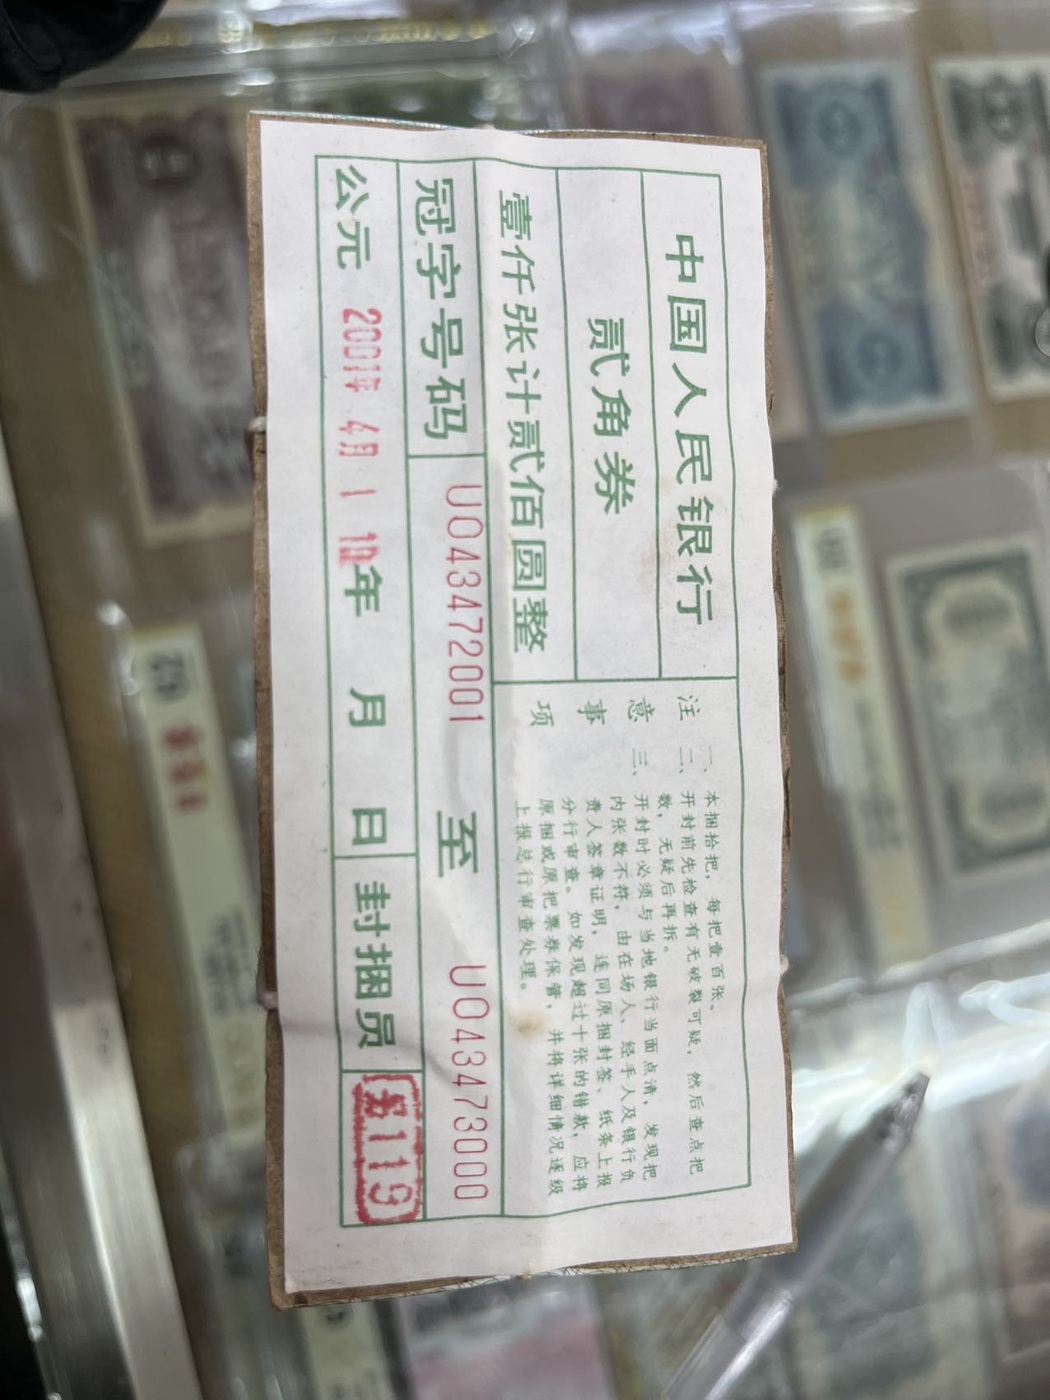 中国人民银行
贰角券
壹仟张计贰佰圆整
注意事项
一、本捆拾把，每把壹百张。
二、开封前先检查有无破裂可疑，然后查点把
数，无疑后再拆。
三、开封时必须与当地银行当面点清，发现把
内张数不符，由在场人、经手人及银行负
责人签章证明，连同原捆封签、纸条上报
分行审查。如发现超过十张的错款，应将
原捆或原把票券保管，并将详细情况逐级
上报总行审查处理。
冠字号码 U043472001 至 U043473000
公元 2001年 4月 1 年 月 日 封捆员 119